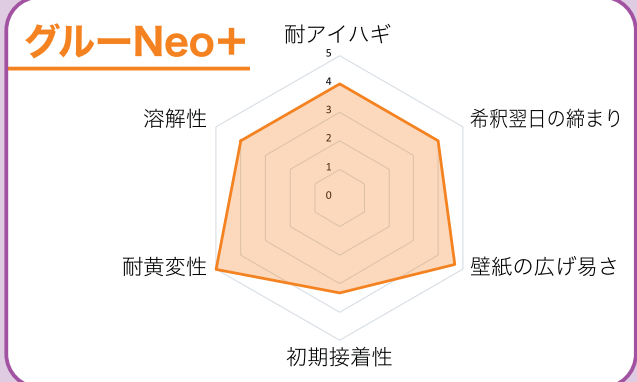 グルーNeo+
耐アイハギ
5
4
3
2
1
0
溶解性
希釈翌日の締まり
耐黄変性
壁紙の広げ易さ
初期接着性